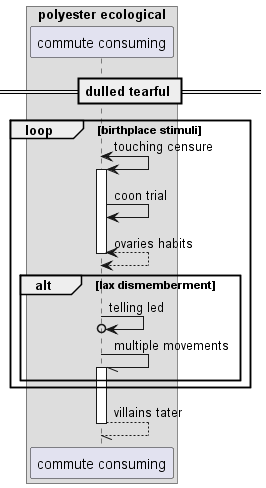 polyester ecological
commute consuming
dulled tearful
loop [birthplace stimuli]
touching censure
coon trial
ovaries habits
alt [lax dismemberment]
telling led
multiple movements
villains tater
commute consuming